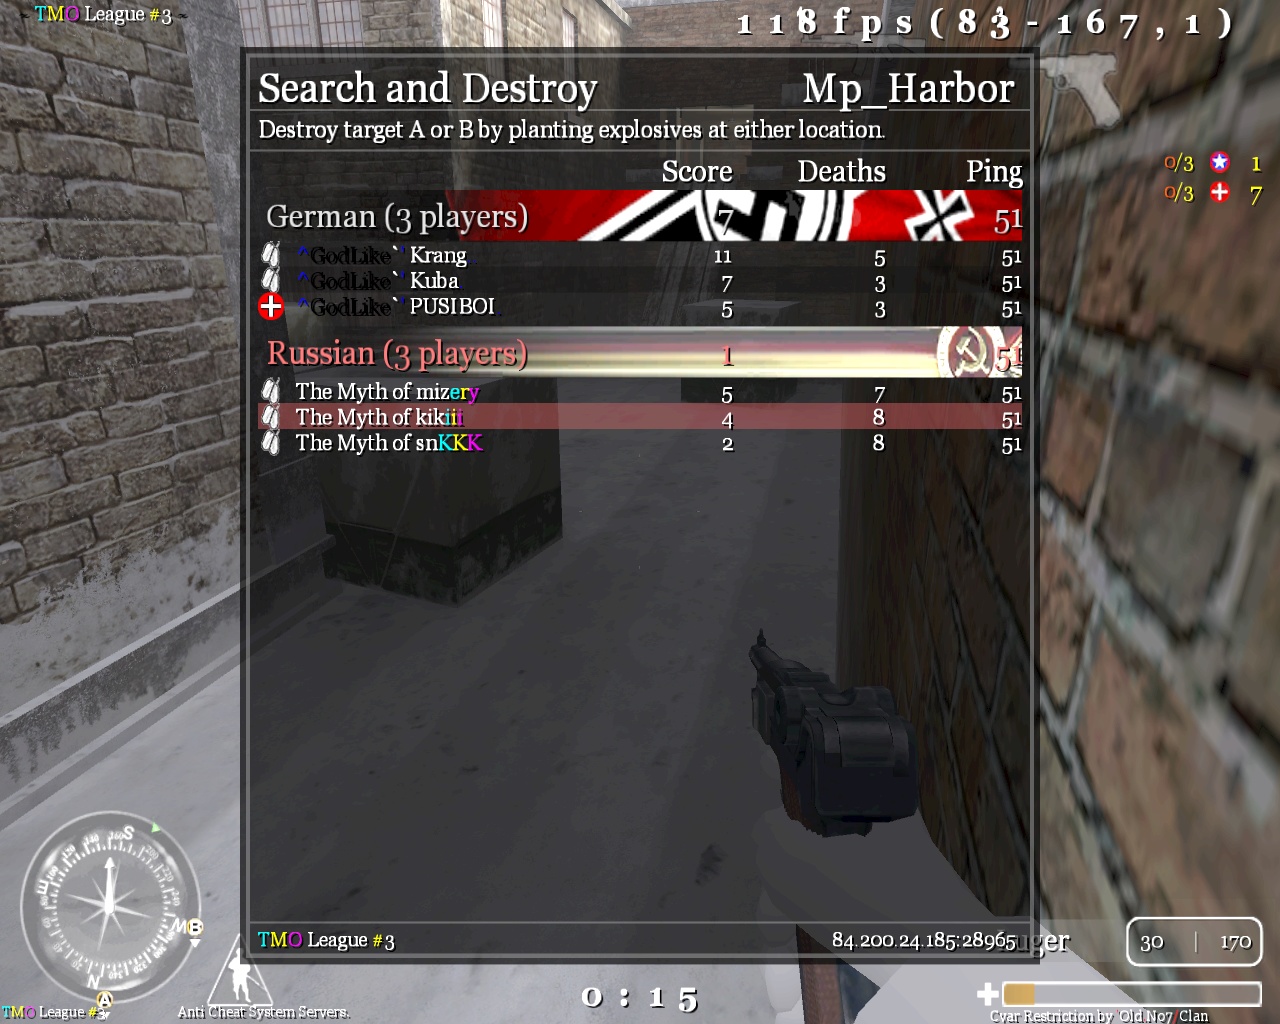 TMO League #3
118fps(83-167,1)
Search and Destroy Mp_Harbor
Destroy target A or B by planting explosives at either location.
Score Deaths Ping
0/3 1
0/3 7
German (3 players) 7 51
^GodLike`' Krang 11 5 51
^GodLike`' Kuba 7 3 51
^GodLike`' PUSIBOI 5 3 51
Russian (3 players) 1 51
The Myth of mizery 5 7 51
The Myth of kikiii 4 8 51
The Myth of snKKK 2 8 51
TMO League #3 84.200.24.185:28965
Luger
30 | 170
S
E
N
B
A
0:15
TMO League #3
Anti Cheat System Servers.
Cvar Restriction by Old.No7 Clan